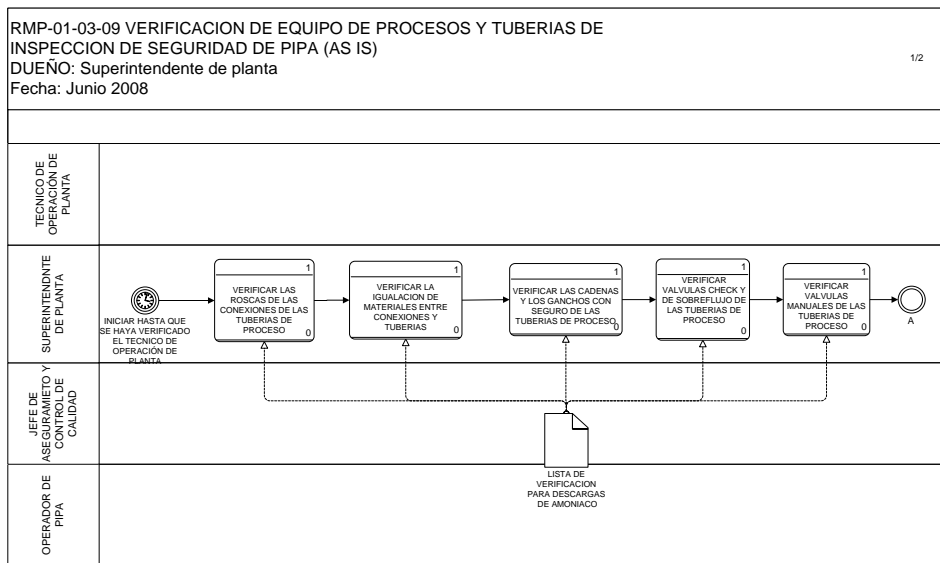 RMP-01-03-09 VERIFICACION DE EQUIPO DE PROCESOS Y TUBERIAS DE
INSPECCION DE SEGURIDAD DE PIPA (AS IS)
DUEÑO: Superintendente de planta
Fecha: Junio 2008
1/2
TECNICO DE
OPERACIÓN DE
PLANTA
SUPERINTENDNTE
DE PLANTA
INICIAR HASTA QUE
SE HAYA VERIFICADO
EL TECNICO DE
OPERACIÓN DE
PLANTA
1
VERIFICAR LAS
ROSCAS DE LAS
CONEXIONES DE LAS
TUBERIAS DE
PROCESO
0
1
VERIFICAR LA
IGUALACION DE
MATERIALES ENTRE
CONEXIONES Y
TUBERIAS
0
1
VERIFICAR LAS CADENAS
Y LOS GANCHOS CON
SEGURO DE LAS
TUBERIAS DE PROCESO
0
1
VERIFICAR
VALVULAS CHECK Y
DE SOBREFLUJO DE
LAS TUBERIAS DE
PROCESO
0
1
VERIFICAR
VALVULAS
MANUALES DE LAS
TUBERIAS DE
PROCESO
0
A
JEFE DE
ASEGURAMIETO Y
CONTROL DE
CALIDAD
LISTA DE
VERIFICACION
PARA DESCARGAS
DE AMONIACO
OPERADOR DE
PIPA